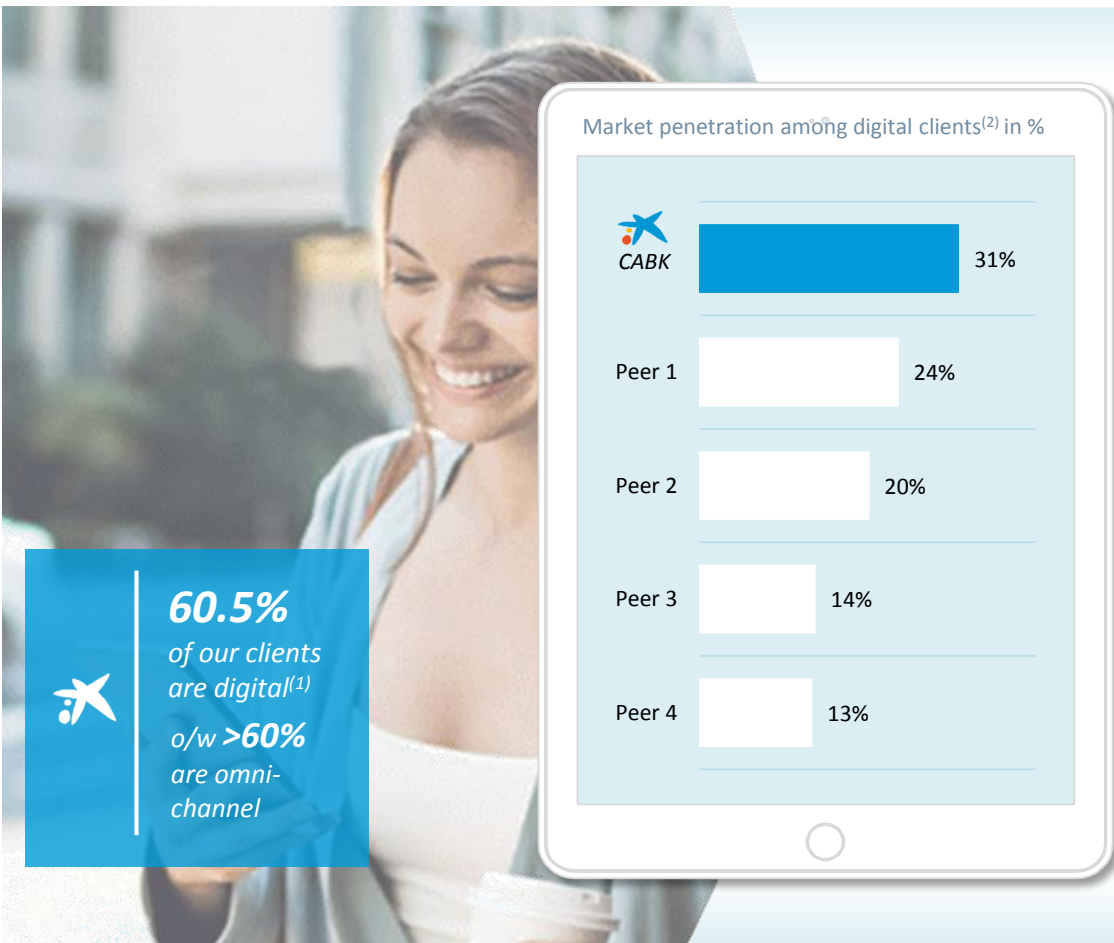 Market penetration among digital clients(2) in %
CABK
31%
Peer 1
24%
Peer 2
20%
Peer 3
14%
Peer 4
13%
60.5%
of our clients
are digital(1)
o/w >60%
are omni-
channel